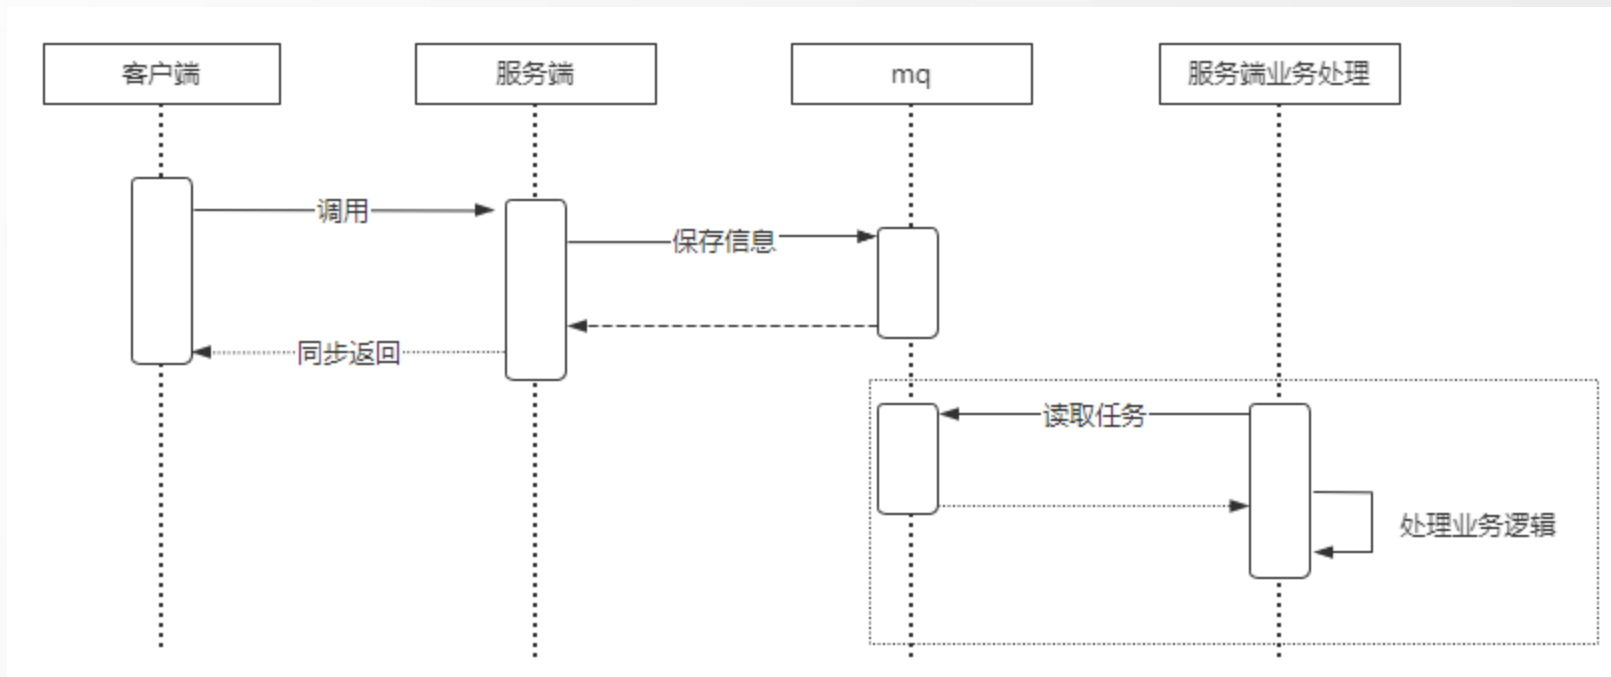 客户端
服务端
mq
服务端业务处理
调用
保存信息
同步返回
读取任务
处理业务逻辑